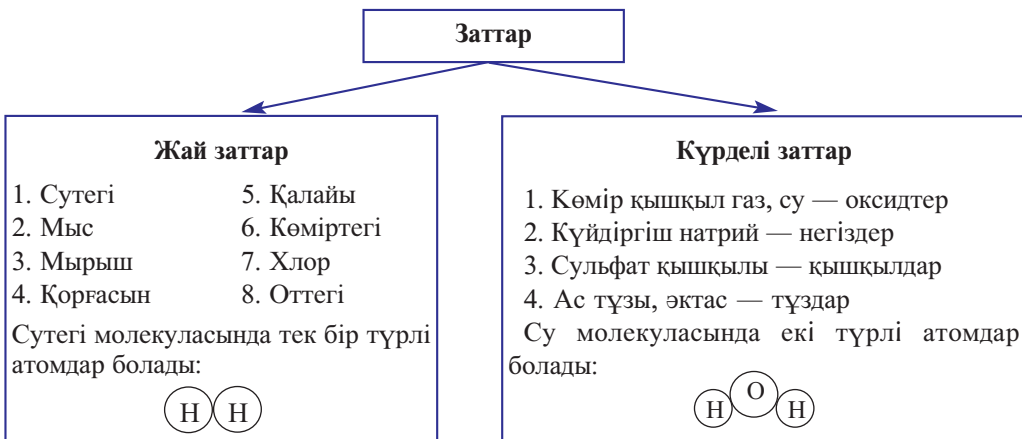 Заттар
Жай заттар
1. Сутегі
2. Мыс
3. Мырыш
4. Қорғасын
5. Қалайы
6. Көміртегі
7. Хлор
8. Оттегі
Сутегі молекуласында тек бір түрлі
атомдар болады:
H H
Күрделі заттар
1. Көмір қышқыл газ, су — оксидтер
2. Күйдіргіш натрий — негіздер
3. Сульфат қышқылы — қышқылдар
4. Ас тұзы, әктас — тұздар
Су молекуласында екі түрлі атомдар
болады:
H O H